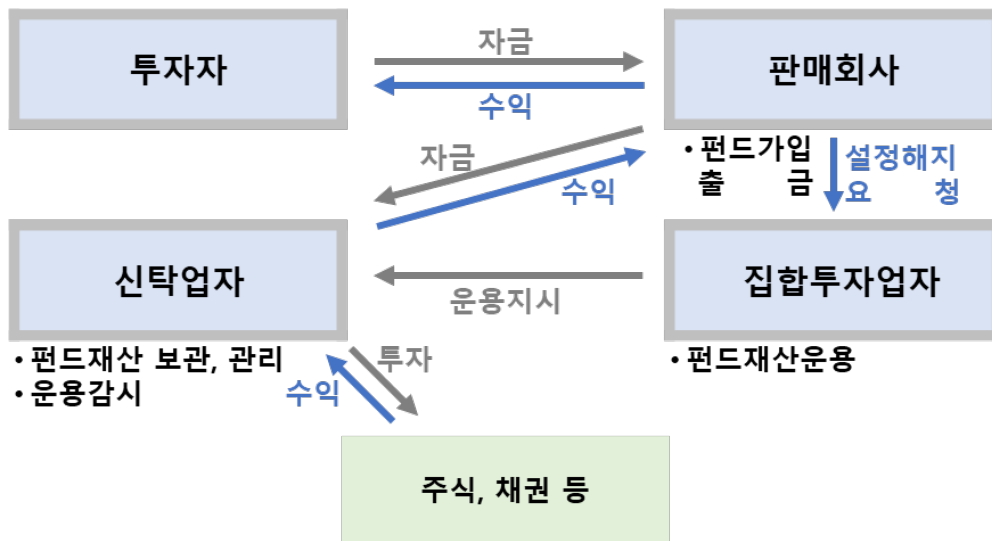 투자자
자금
수익
판매회사
자금
수익
• 펀드가입
출 금
설정해지
요 청
신탁업자
운용지시
집합투자업자
• 펀드재산 보관, 관리
• 운용감시
투자
수익
• 펀드재산운용
주식, 채권 등